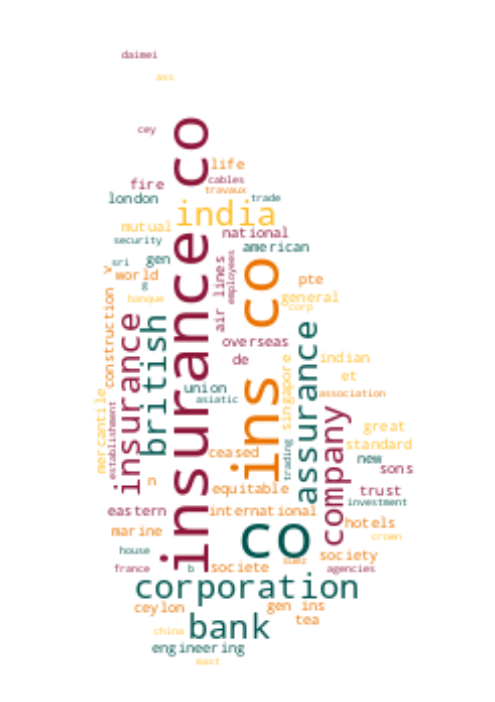 daimei
ass
cey
insurance co
life
cables
travaux
trade
fire
london
india
mutual
security
national
american
sri
gen
world
v
g
banque
air lines
employees
ins co
pte
general
corp
construction
insurance
british
overseas
de
assurance
indian
et
association
union
asiatic
singapore
mercantile
establishment
company
great
standard
new
sons
ceased
trading
n
equitable
trust
investment
eastern
international
marine
co
hotels
crown
house
france
b
societe
suez
society
agencies
corporation
ceylon
gen ins
tea
china
bank
engineering
east